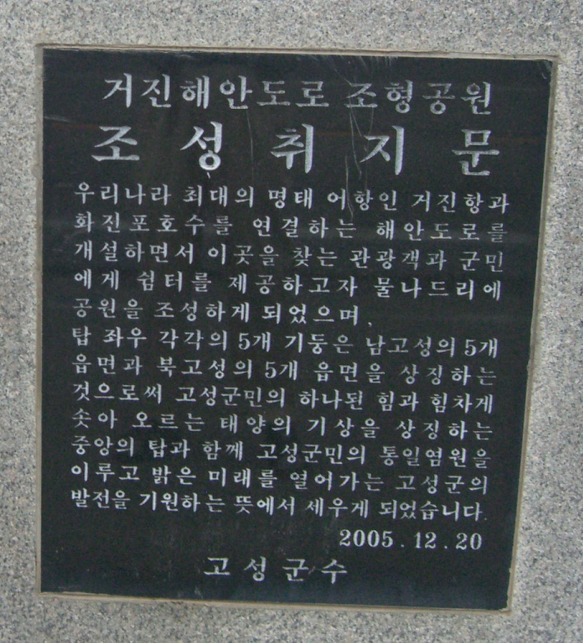 거진해안도로 조형공원
조성취지문
우리나라 최대의 명태 어항인 거진항과
화진포호수를 연결하는 해안도로를
개설하면서 이곳을 찾는 관광객과 군민
에게 쉼터를 제공하고자 물나드리에
공원을 조성하게 되었으며,
탑 좌우 각각의 5개 기둥은 남고성의 5개
읍면과 북고성의 5개 읍면을 상징하는
것으로써 고성군민의 하나된 힘과 힘차게
솟아 오르는 태양의 기상을 상징하는
중앙의 탑과 함께 고성군민의 통일염원을
이루고 밝은 미래를 열어가는 고성군의
발전을 기원하는 뜻에서 세우게 되었습니다.
2005.12.20
고성군수